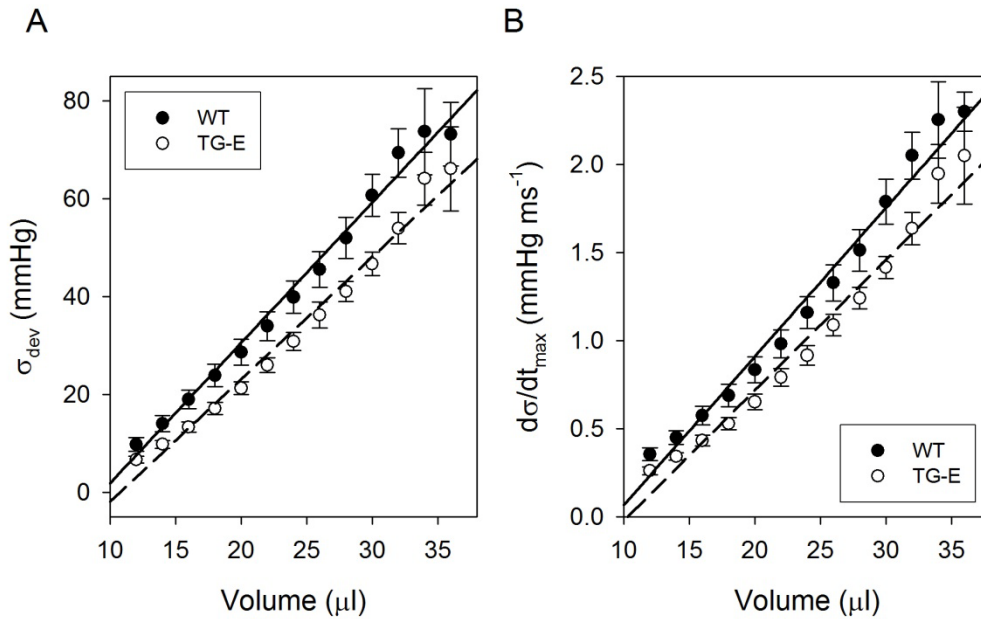 A
80
60
40
20
0
σdev (mmHg)
WT
TG-E
10 15 20 25 30 35
Volume (μl)
B
2.5
2.0
1.5
1.0
0.5
0.0
dσ/dtmax (mmHg ms-1)
WT
TG-E
10 15 20 25 30 35
Volume (μl)